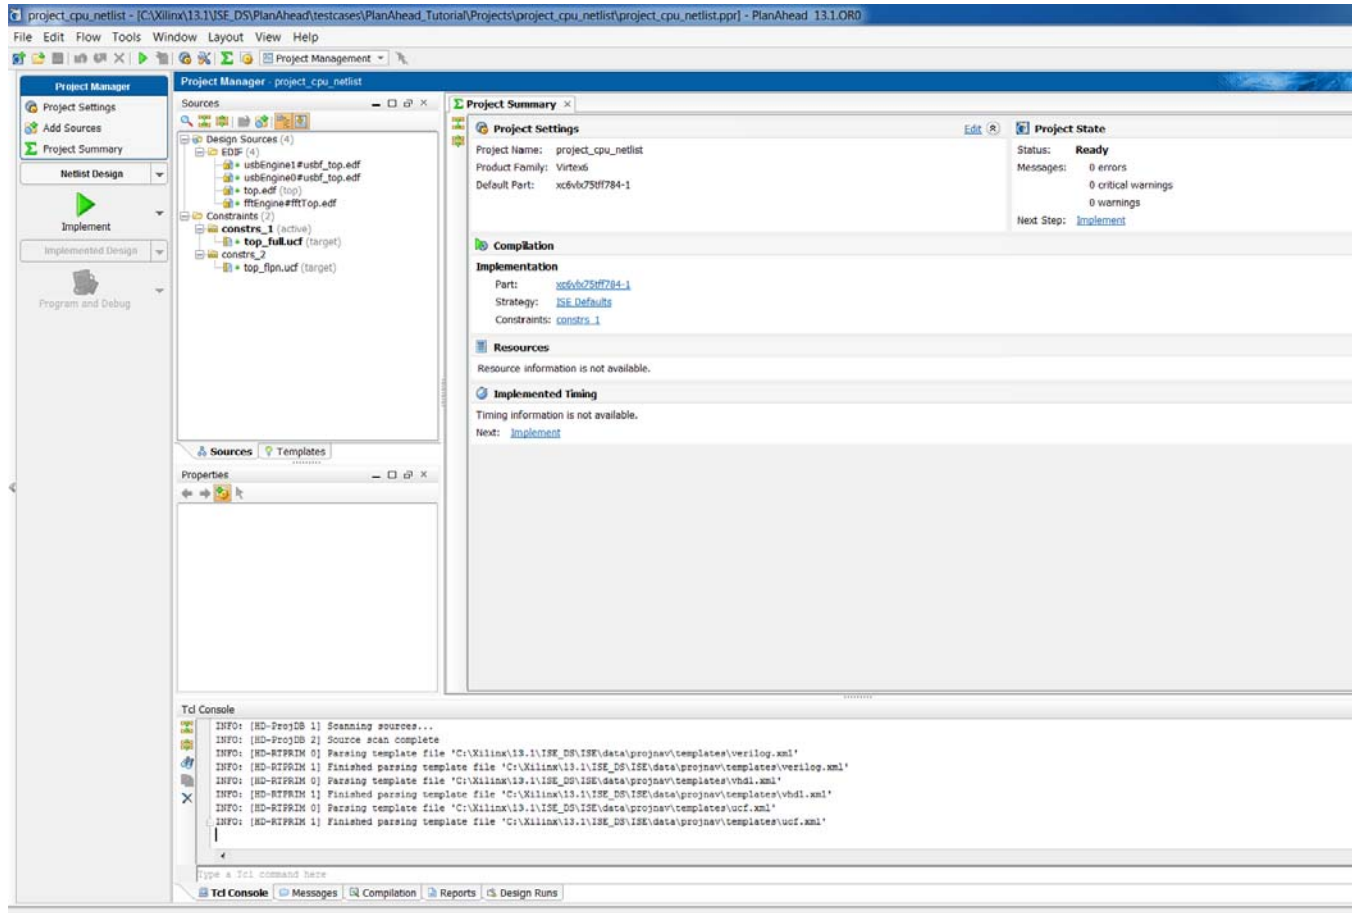 project_cpu_netlist - [C:\Xilinx\13.1\ISE_DS\PlanAhead\testcases\PlanAhead_Tutorial\Projects\project_cpu_netlist\project_cpu_netlist.ppr] - PlanAhead 13.1.OR0
File Edit Flow Tools Window Layout View Help
Project Management
Project Manager
Project Settings
Add Sources
Project Summary
Netlist Design
Implement
Implemented Design
Program and Debug
Project Manager - project_cpu_netlist
Sources
Design Sources (4)
EDIF (4)
usbEngine1#usbf_top.edf
usbEngine0#usbf_top.edf
top.edf (top)
fftEngine#fftTop.edf
Constraints (2)
constrs_1 (active)
top_full.ucf (target)
constrs_2
top_flpn.ucf (target)
Sources Templates
Properties
Project Summary
Project Settings Edit
Project Name: project_cpu_netlist
Product Family: Virtex6
Default Part: xc6vlx75tff784-1
Project State
Status: Ready
Messages: 0 errors
0 critical warnings
0 warnings
Next Step: Implement
Compilation
Implementation
Part: xc6vlx75tff784-1
Strategy: ISE Defaults
Constraints: constrs_1
Resources
Resource information is not available.
Implemented Timing
Timing information is not available.
Next: Implement
Tcl Console
INFO: [HD-ProjDB 1] Scanning sources...
INFO: [HD-ProjDB 2] Source scan complete
INFO: [HD-RTPRIM 0] Parsing template file 'C:\Xilinx\13.1\ISE_DS\ISE\data\projnav\templates\verilog.xml'
INFO: [HD-RTPRIM 1] Finished parsing template file 'C:\Xilinx\13.1\ISE_DS\ISE\data\projnav\templates\verilog.xml'
INFO: [HD-RTPRIM 0] Parsing template file 'C:\Xilinx\13.1\ISE_DS\ISE\data\projnav\templates\vhdl.xml'
INFO: [HD-RTPRIM 1] Finished parsing template file 'C:\Xilinx\13.1\ISE_DS\ISE\data\projnav\templates\vhdl.xml'
INFO: [HD-RTPRIM 0] Parsing template file 'C:\Xilinx\13.1\ISE_DS\ISE\data\projnav\templates\ucf.xml'
INFO: [HD-RTPRIM 1] Finished parsing template file 'C:\Xilinx\13.1\ISE_DS\ISE\data\projnav\templates\ucf.xml'
Type a Tcl command here
Tcl Console Messages Compilation Reports Design Runs